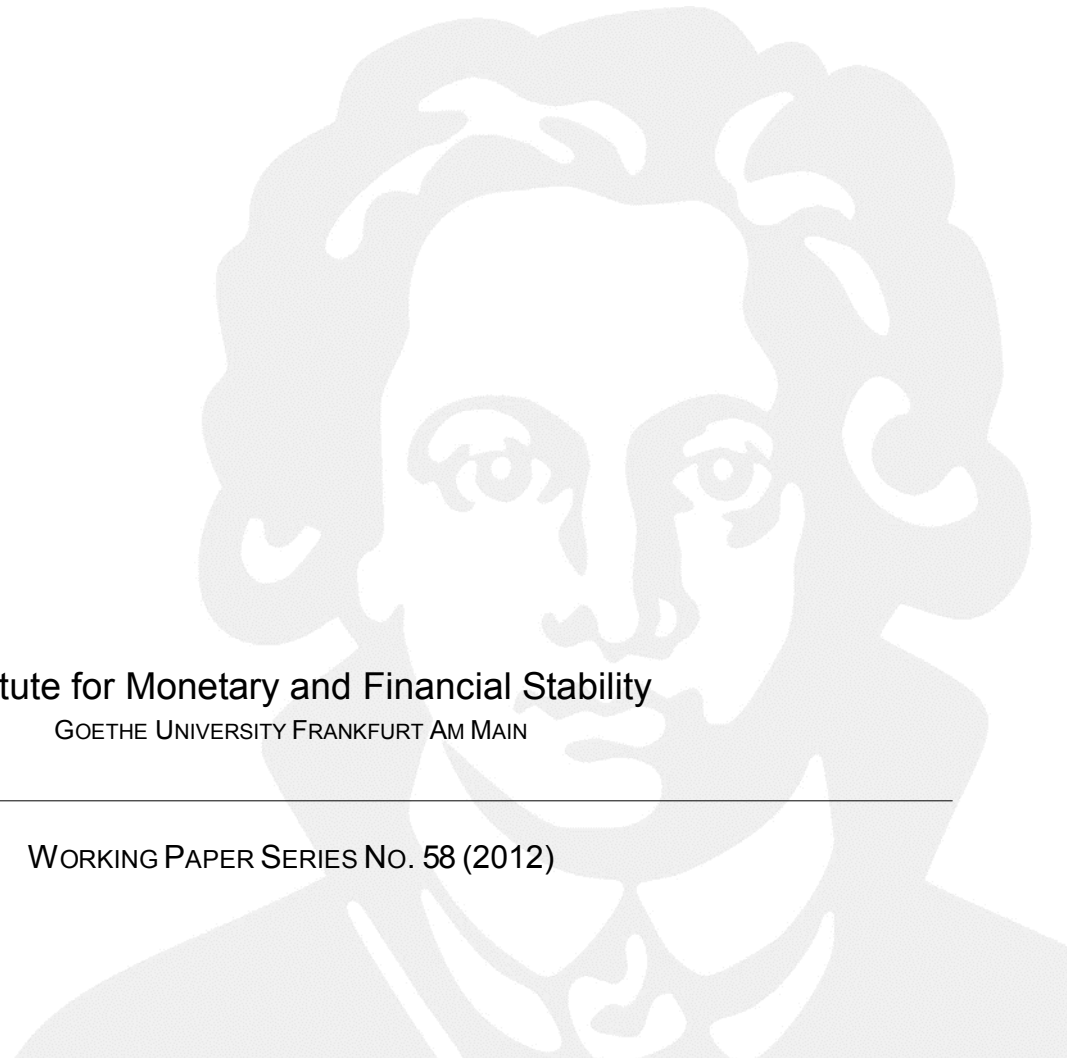 tute for Monetary and Financial Stability
GOETHE UNIVERSITY FRANKFURT AM MAIN
WORKING PAPER SERIES NO. 58 (2012)